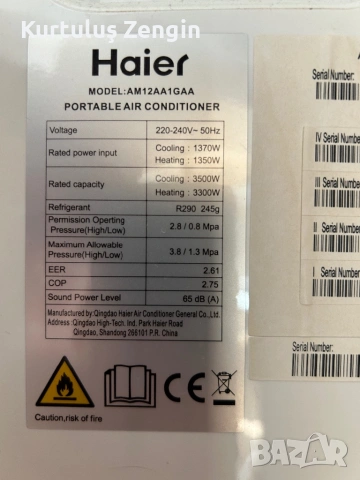 Kurtuluş Zengin
Haier
MODEL:AM12AA1GAA
PORTABLE AIR CONDITIONER
Voltage 220-240V~ 50Hz
Rated power input Cooling : 1370W
Heating : 1350W
Rated capacity Cooling : 3500W
Heating : 3300W
Refrigerant R290 245g
Permission Operting
Pressure(High/Low) 2.8 / 0.8 Mpa
Maximum Allowable
Pressure(High/Low) 3.8 / 1.3 Mpa
EER 2.61
COP 2.75
Sound Power Level 65 dB (A)
Manufactured by:Qingdao Haier Air Conditioner General Co.,Ltd.
Address：Qingdao High-Tech. Ind. Park Haier Road
Qingdao, Shandong 266101 P.R. China
CE
Caution,risk of fire
Serial Number:
IV Serial Number:
III Serial Number:
II Serial Number:
I Serial Number:
Serial Number:
BAZAR